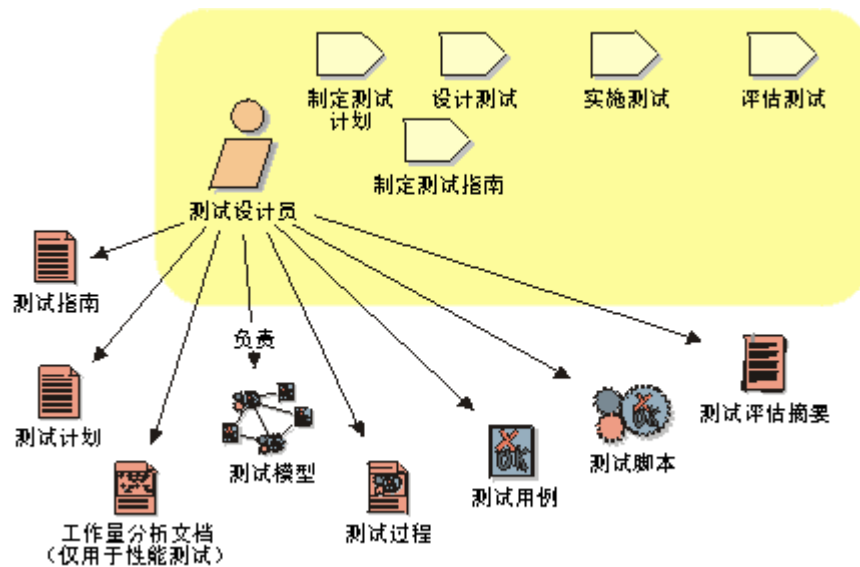 制定测试
计划
设计测试
实施测试
评估测试
制定测试指南
测试设计员
测试指南
负责
测试计划
测试评估摘要
测试模型
测试脚本
测试用例
工作量分析文档
（仅用于性能测试）
测试过程